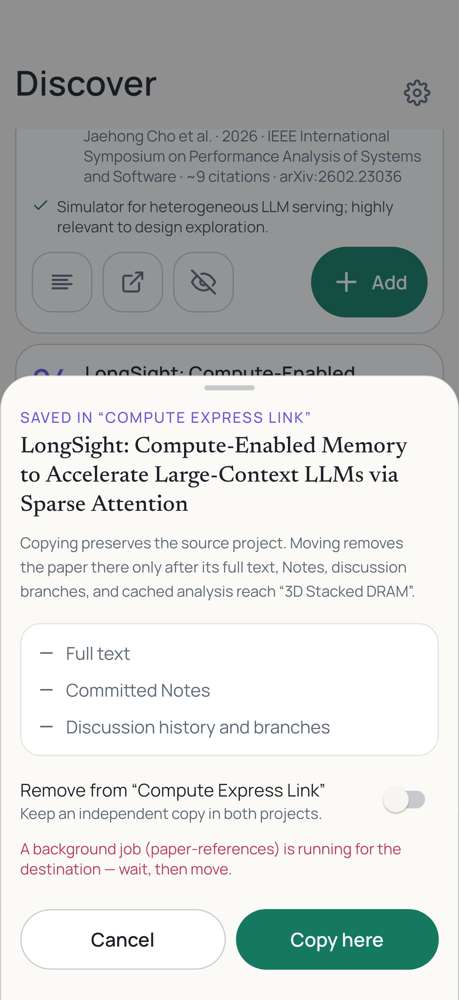 Discover
Jaehong Cho et al. · 2026 · IEEE International
Symposium on Performance Analysis of Systems
and Software · ~9 citations · arXiv:2602.23036
Simulator for heterogeneous LLM serving; highly
relevant to design exploration.
Add
LongSight: Compute-Enabled
SAVED IN “COMPUTE EXPRESS LINK”
LongSight: Compute-Enabled Memory
to Accelerate Large-Context LLMs via
Sparse Attention
Copying preserves the source project. Moving removes
the paper there only after its full text, Notes, discussion
branches, and cached analysis reach “3D Stacked DRAM”.
Full text
Committed Notes
Discussion history and branches
Remove from “Compute Express Link”
Keep an independent copy in both projects.
A background job (paper-references) is running for the
destination — wait, then move.
Cancel
Copy here